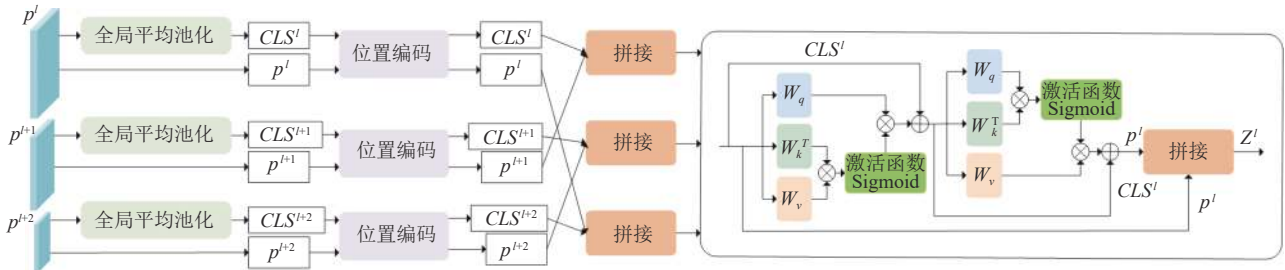 p^l
全局平均池化
CLS^l
p^l
位置编码
CLS^l
p^l
拼接
p^{l+1}
全局平均池化
CLS^{l+1}
p^{l+1}
位置编码
CLS^{l+1}
p^{l+1}
拼接
p^{l+2}
全局平均池化
CLS^{l+2}
p^{l+2}
位置编码
CLS^{l+2}
p^{l+2}
拼接
CLS^l
W_q
W_k^T
W_v
激活函数
Sigmoid
W_q
W_k^T
W_v
激活函数
Sigmoid
p^l
CLS^l
p^l
拼接
Z^l